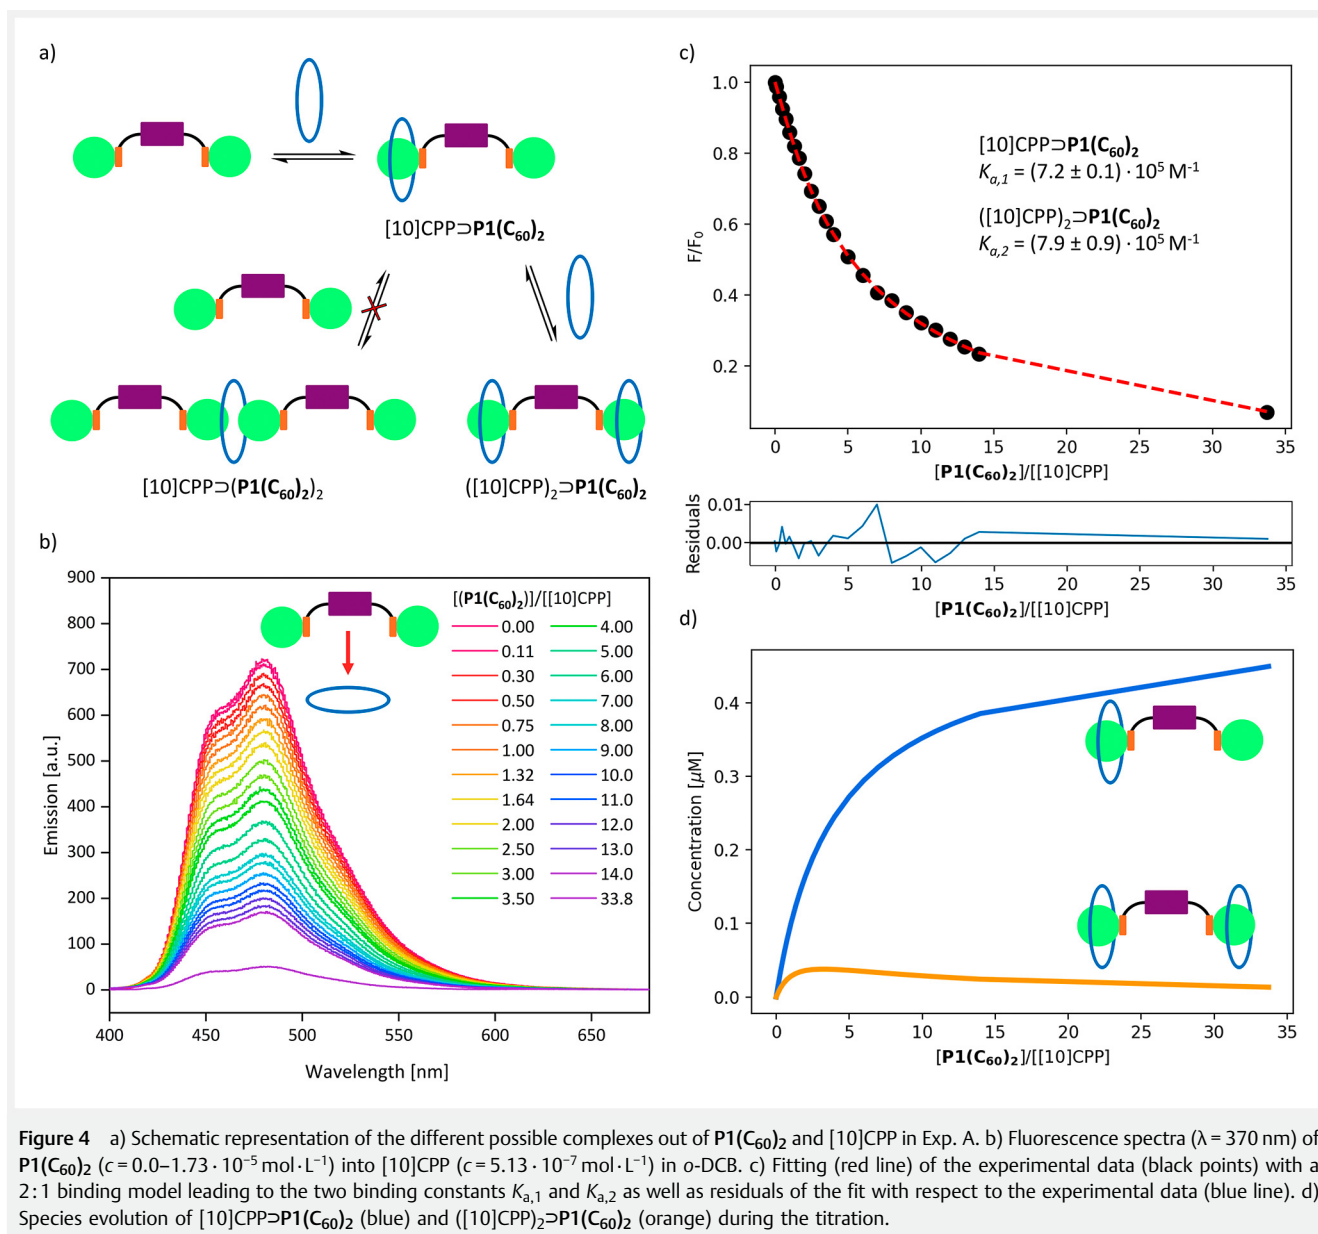 a)
[10]CPP⊃P1(C₆₀)₂
[10]CPP⊃(P1(C₆₀)₂)₂
([10]CPP)₂⊃P1(C₆₀)₂
b)
900
800
700
600
500
400
300
200
100
0
Emission [a.u.]
400 450 500 550 600 650
Wavelength [nm]
[(P1(C₆₀)₂)]/[[10]CPP]
0.00 4.00
0.11 5.00
0.30 6.00
0.50 7.00
0.75 8.00
1.00 9.00
1.32 10.0
1.64 11.0
2.00 12.0
2.50 13.0
3.00 14.0
3.50 33.8
c)
1.0
0.8
0.6
0.4
0.2
F/F₀
[10]CPP⊃P1(C₆₀)₂
Kₐ,₁ = (7.2 ± 0.1) · 10⁵ M⁻¹
([10]CPP)₂⊃P1(C₆₀)₂
Kₐ,₂ = (7.9 ± 0.9) · 10⁵ M⁻¹
0 5 10 15 20 25 30 35
[P1(C₆₀)₂]/[[10]CPP]
0.01
0.00
Residuals
0 5 10 15 20 25 30 35
[P1(C₆₀)₂]/[[10]CPP]
d)
0.4
0.3
0.2
0.1
0.0
Concentration [μM]
0 5 10 15 20 25 30 35
[P1(C₆₀)₂]/[[10]CPP]
Figure 4 a) Schematic representation of the different possible complexes out of P1(C₆₀)₂ and [10]CPP in Exp. A. b) Fluorescence spectra (λ = 370 nm) of
P1(C₆₀)₂ (c = 0.0–1.73 · 10⁻⁵ mol · L⁻¹) into [10]CPP (c = 5.13 · 10⁻⁷ mol · L⁻¹) in o-DCB. c) Fitting (red line) of the experimental data (black points) with a
2 : 1 binding model leading to the two binding constants Kₐ,₁ and Kₐ,₂ as well as residuals of the fit with respect to the experimental data (blue line). d)
Species evolution of [10]CPP⊃P1(C₆₀)₂ (blue) and ([10]CPP)₂⊃P1(C₆₀)₂ (orange) during the titration.